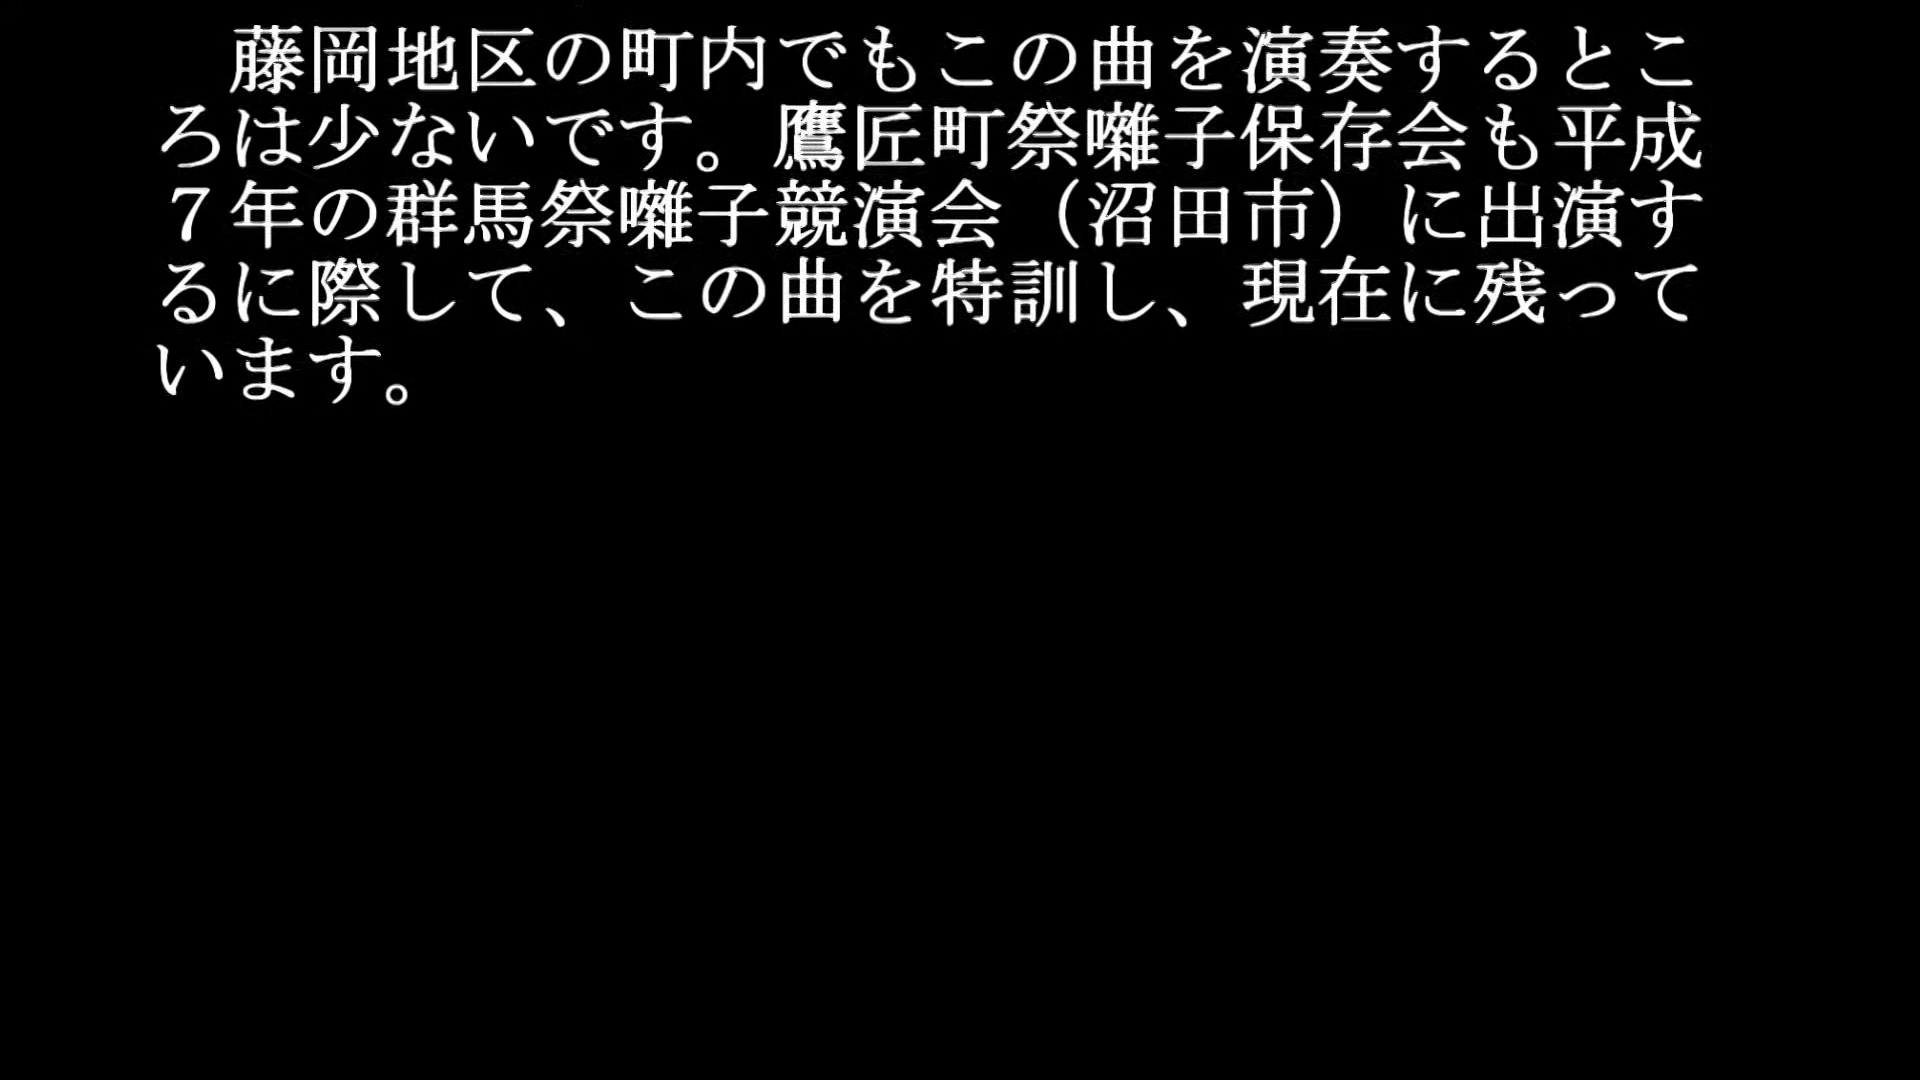 藤岡地区の町内でもこの曲を演奏するとこ
ろは少ないです。鷹匠町祭囃子保存会も平成
７年の群馬祭囃子競演会（沼田市）に出演す
るに際して、この曲を特訓し、現在に残って
います。